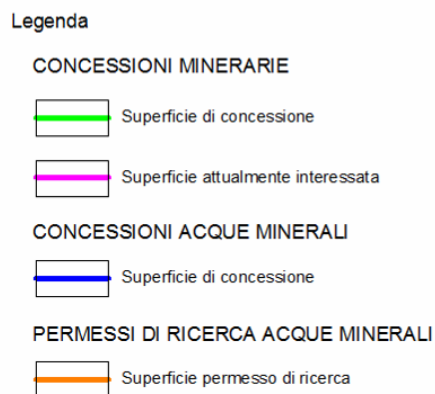 Legenda
CONCESSIONI MINERARIE
Superficie di concessione
Superficie attualmente interessata
CONCESSIONI ACQUE MINERALI
Superficie di concessione
PERMESSI DI RICERCA ACQUE MINERALI
Superficie permesso di ricerca